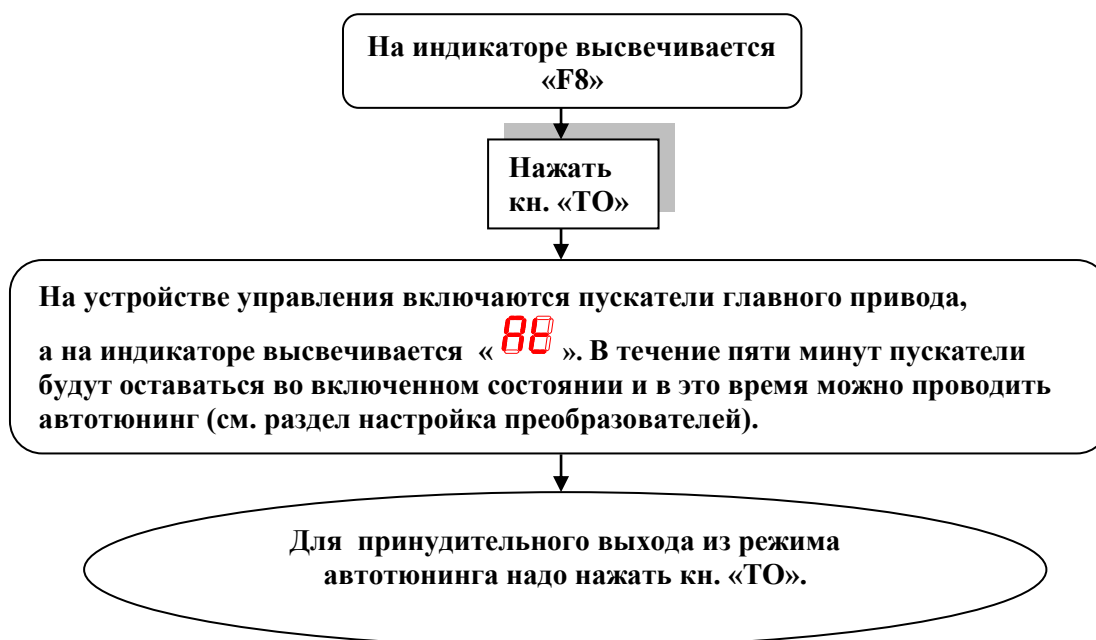 На индикаторе высвечивается
«F8»
Нажать
кн. «ТО»
На устройстве управления включаются пускатели главного привода,
а на индикаторе высвечивается « At ». В течение пяти минут пускатели
будут оставаться во включенном состоянии и в это время можно проводить
автотюнинг (см. раздел настройка преобразователей).
Для принудительного выхода из режима
автотюнинга надо нажать кн. «ТО».